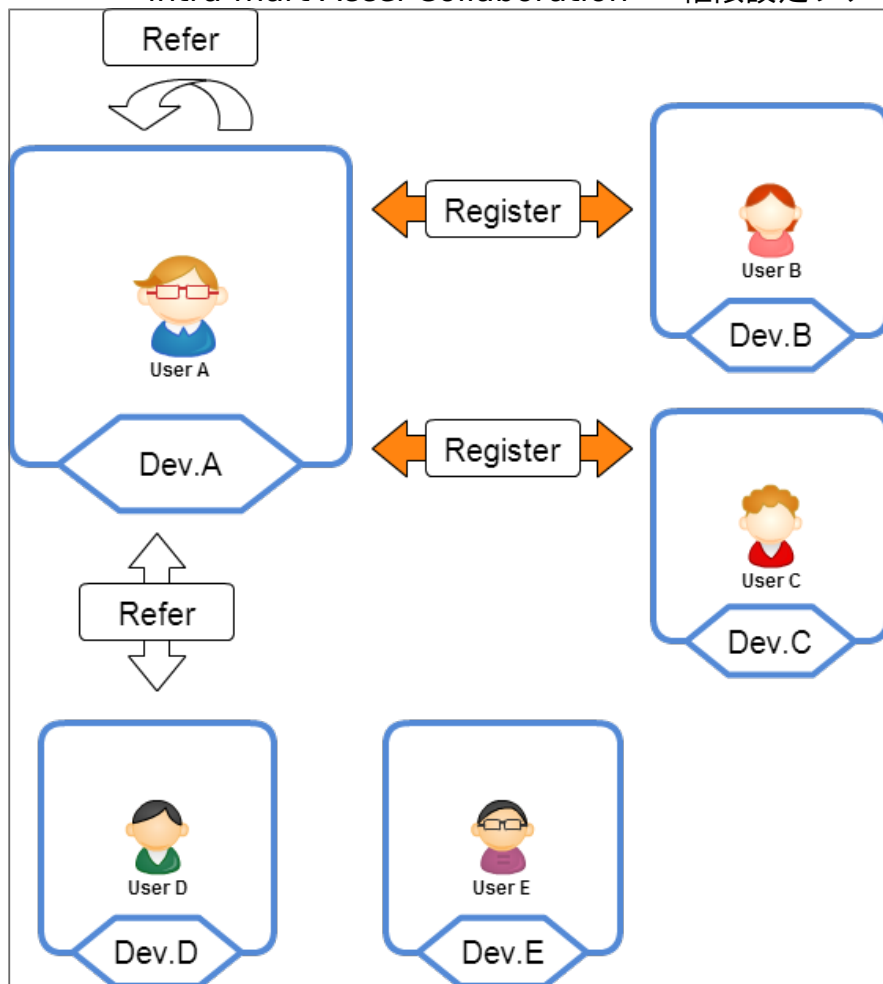 Refer
Register
User B
User A
Dev.B
Register
Dev.A
User C
Refer
Dev.C
User D
User E
Dev.D
Dev.E